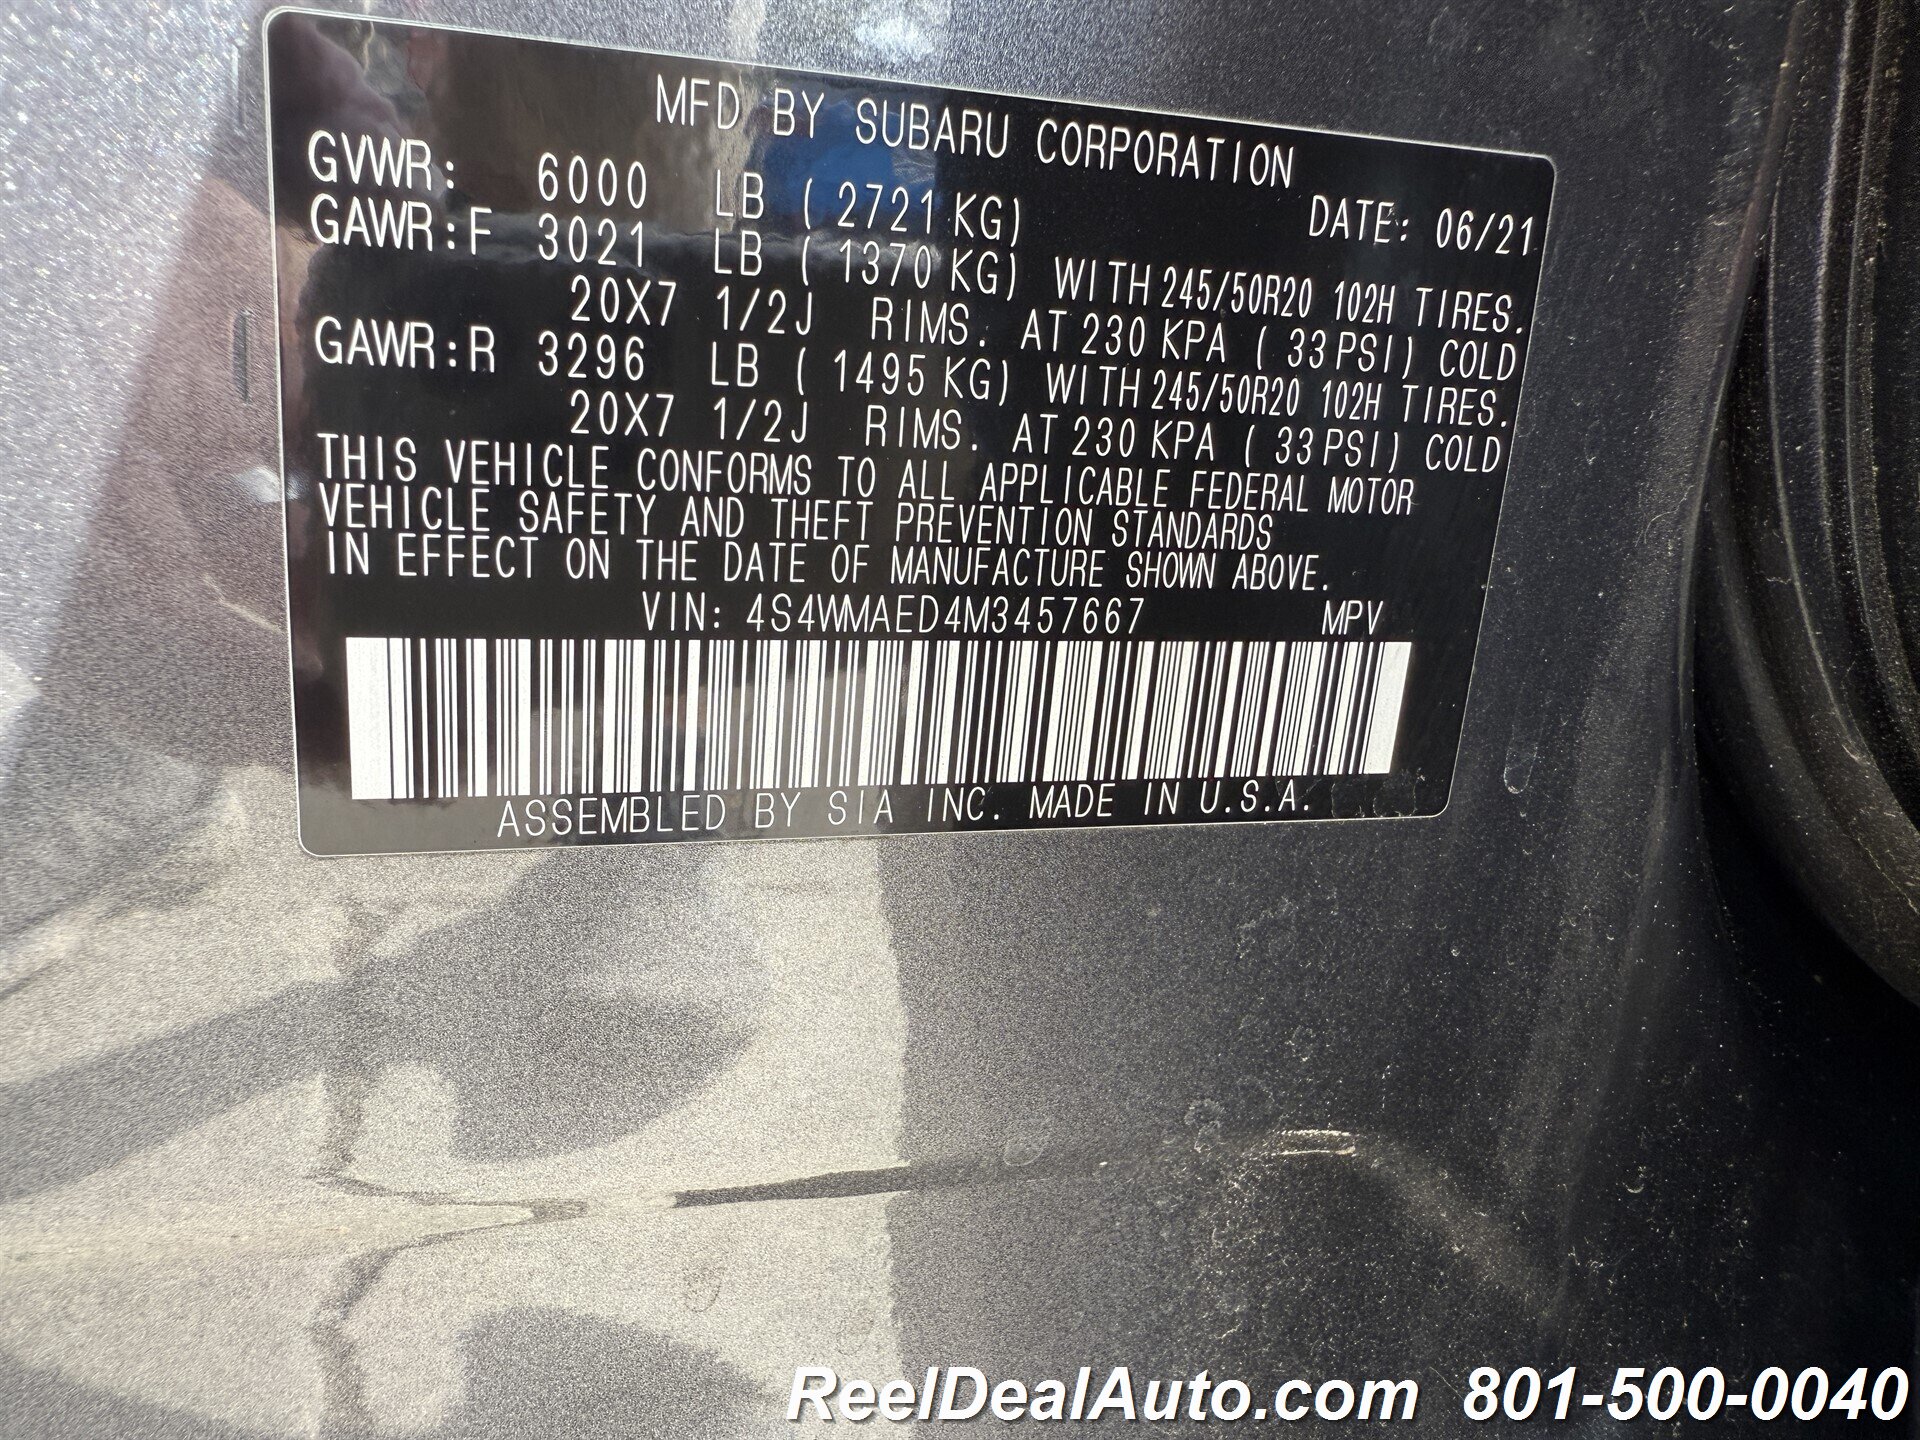 MFD BY SUBARU CORPORATION
GVWR: 6000 LB ( 2721 KG) DATE: 06/21
GAWR:F 3021 LB ( 1370 KG) WITH 245/50R20 102H TIRES.
20X7 1/2J RIMS. AT 230 KPA ( 33 PSI) COLD
GAWR:R 3296 LB ( 1495 KG) WITH 245/50R20 102H TIRES.
20X7 1/2J RIMS. AT 230 KPA ( 33 PSI) COLD
THIS VEHICLE CONFORMS TO ALL APPLICABLE FEDERAL MOTOR
VEHICLE SAFETY AND THEFT PREVENTION STANDARDS
IN EFFECT ON THE DATE OF MANUFACTURE SHOWN ABOVE.
VIN: 4S4WMAED4M3457667 MPV
ASSEMBLED BY SIA INC. MADE IN U.S.A.
ReelDealAuto.com 801-500-0040